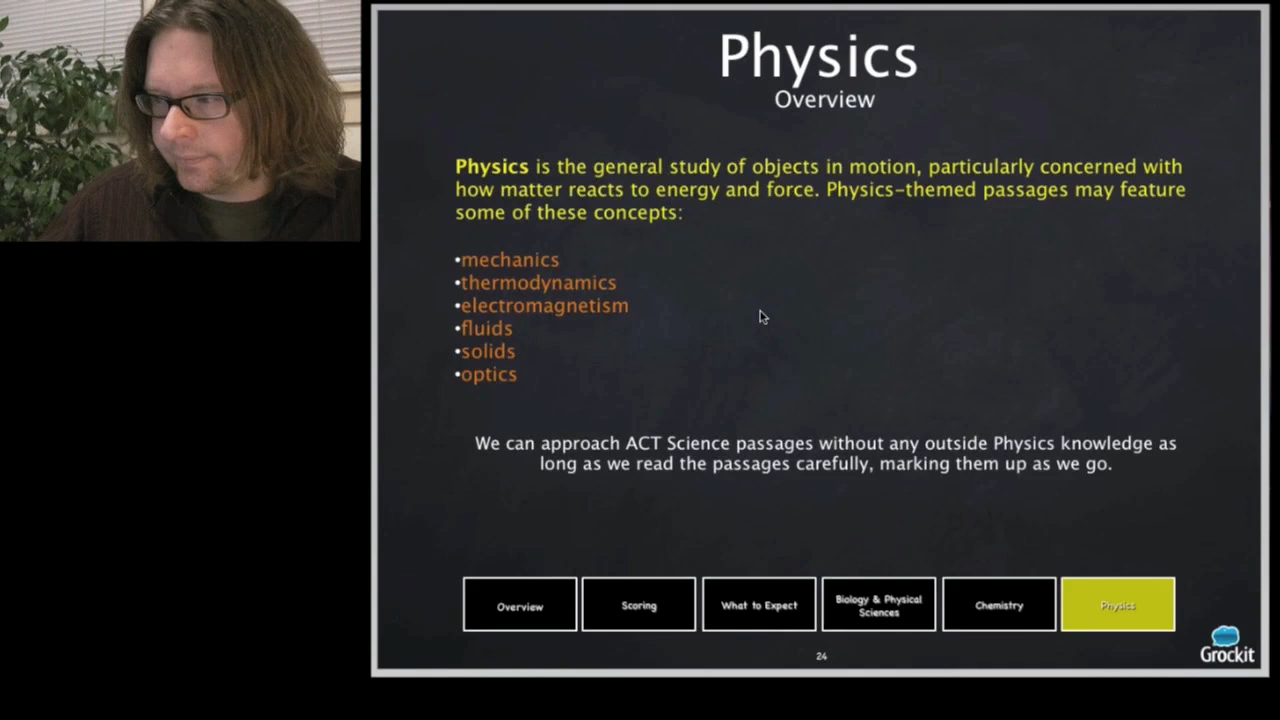 Physics
Overview
Physics is the general study of objects in motion, particularly concerned with
how matter reacts to energy and force. Physics-themed passages may feature
some of these concepts:
•mechanics
•thermodynamics
•electromagnetism
•fluids
•solids
•optics
We can approach ACT Science passages without any outside Physics knowledge as
long as we read the passages carefully, marking them up as we go.
Overview
Scoring
What to Expect
Biology & Physical
Sciences
Chemistry
Physics
24
Grockit